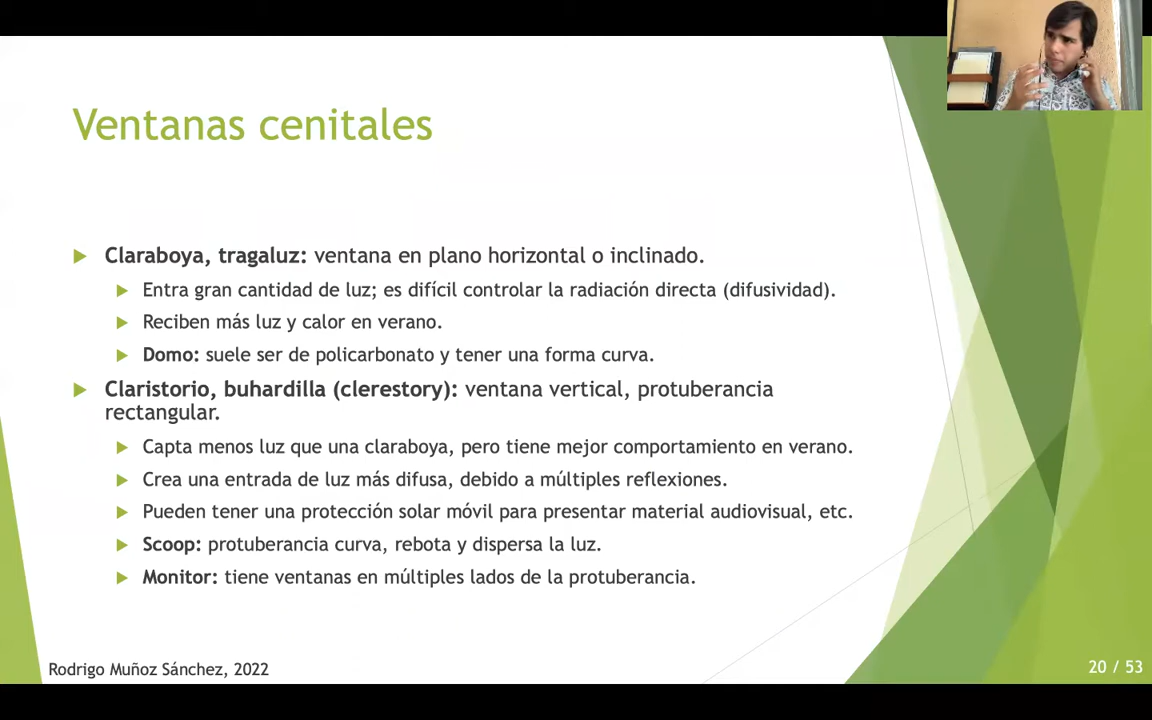 Ventanas cenitales
Claraboya, tragaluz: ventana en plano horizontal o inclinado.
Entra gran cantidad de luz; es difícil controlar la radiación directa (difusividad).
Reciben más luz y calor en verano.
Domo: suele ser de policarbonato y tener una forma curva.
Claristorio, buhardilla (clerestory): ventana vertical, protuberancia
rectangular.
Capta menos luz que una claraboya, pero tiene mejor comportamiento en verano.
Crea una entrada de luz más difusa, debido a múltiples reflexiones.
Pueden tener una protección solar móvil para presentar material audiovisual, etc.
Scoop: protuberancia curva, rebota y dispersa la luz.
Monitor: tiene ventanas en múltiples lados de la protuberancia.
Rodrigo Muñoz Sánchez, 2022
20 / 53